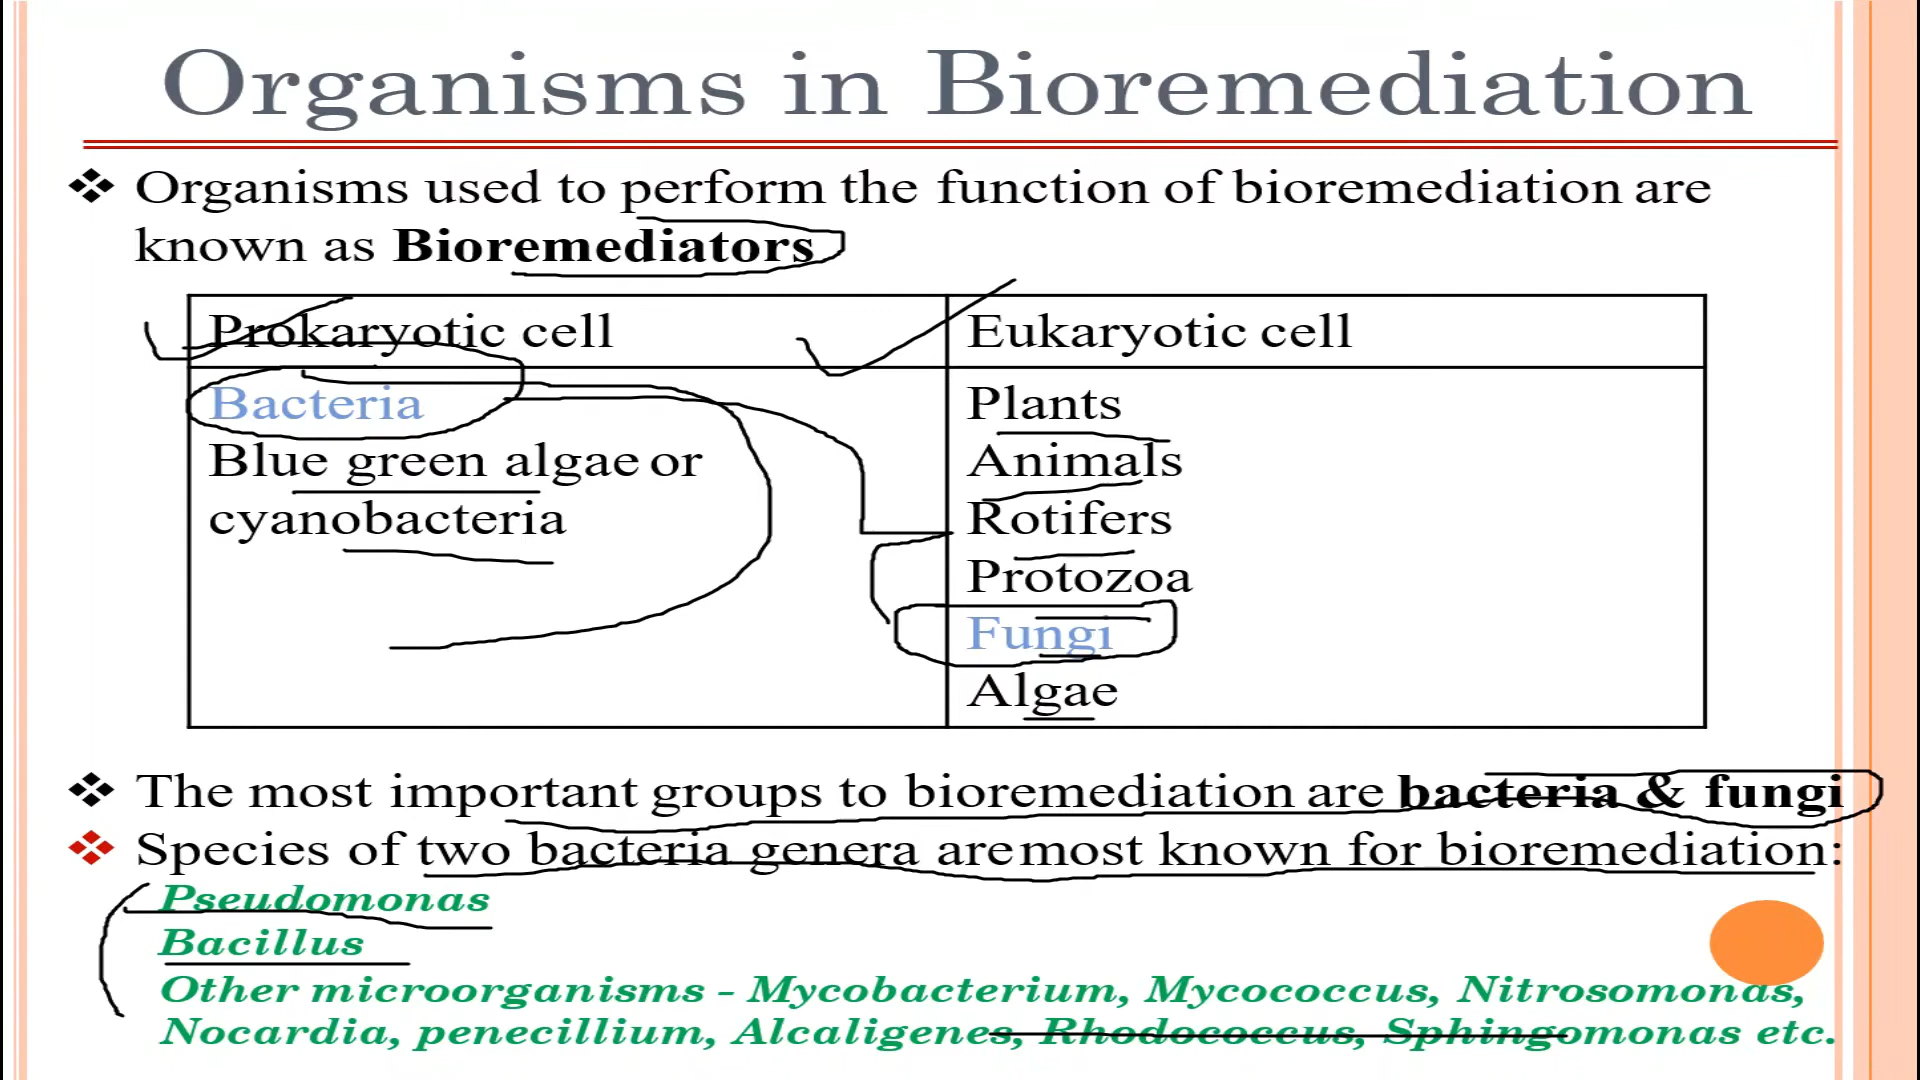 Organisms in Bioremediation
❖ Organisms used to perform the function of bioremediation are
known as Bioremediators
Prokaryotic cell
Eukaryotic cell
Bacteria
Blue green algae or
cyanobacteria
Plants
Animals
Rotifers
Protozoa
Fungi
Algae
❖ The most important groups to bioremediation are bacteria & fungi
❖ Species of two bacteria genera are most known for bioremediation:
Pseudomonas
Bacillus
Other microorganisms - Mycobacterium, Mycococcus, Nitrosomonas,
Nocardia, penecillium, Alcaligenes, Rhodococcus, Sphingomonas etc.